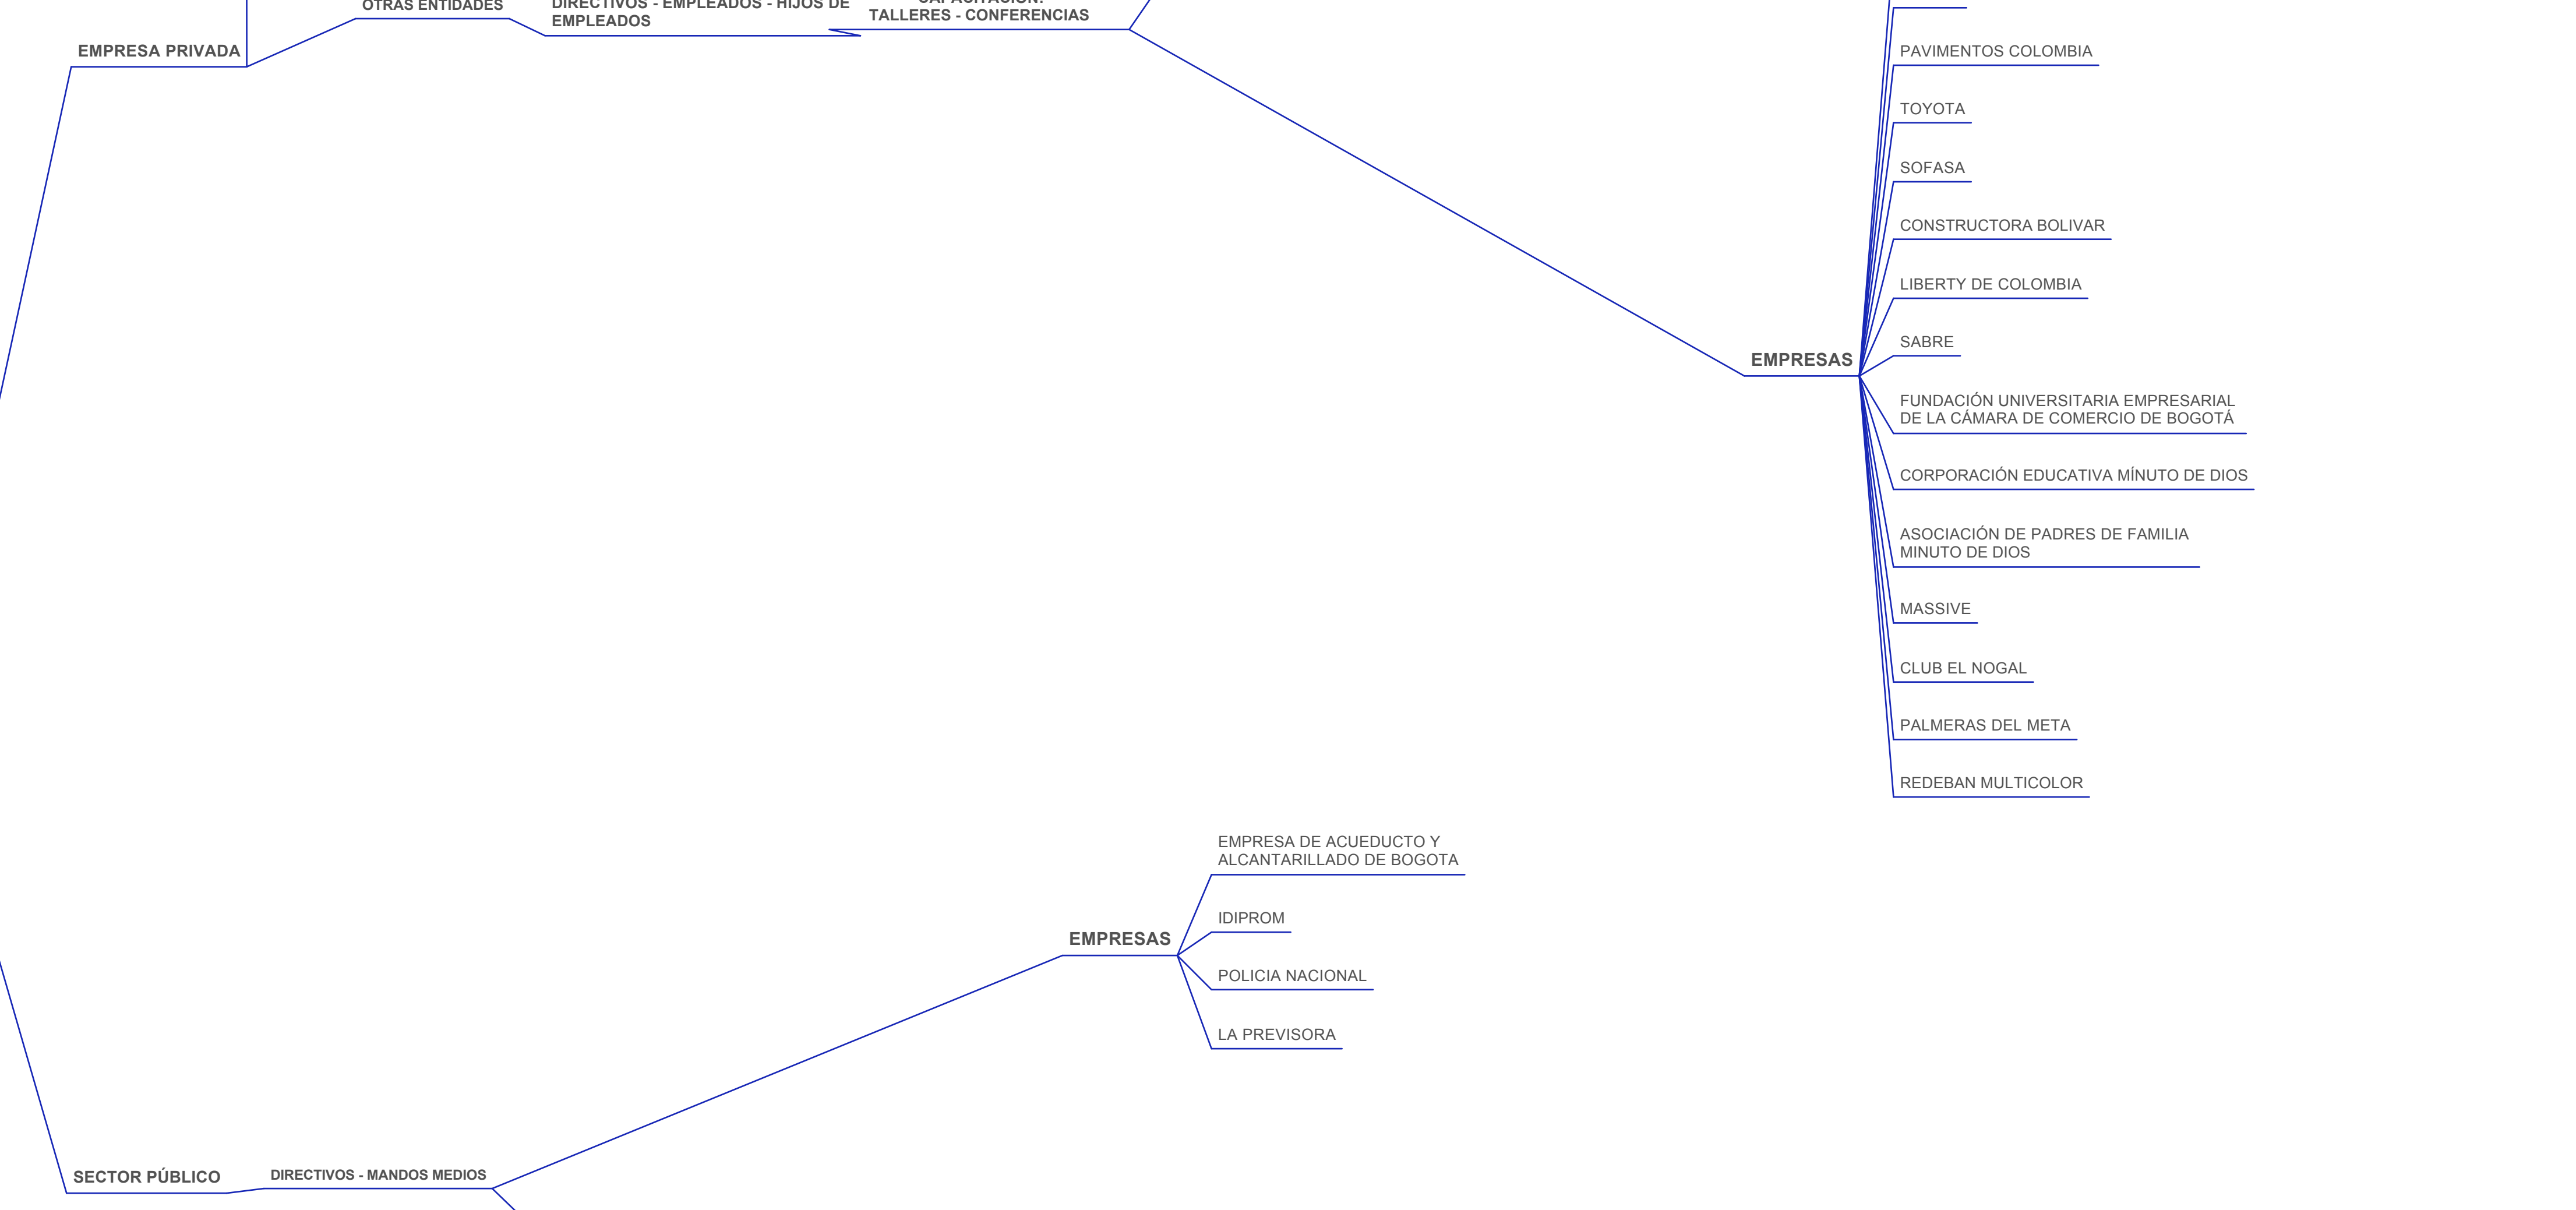 OTRAS ENTIDADES
DIRECTIVOS - EMPLEADOS - HIJOS DE
EMPLEADOS
CAPACITACIÓN:
TALLERES - CONFERENCIAS
EMPRESA PRIVADA
PAVIMENTOS COLOMBIA
TOYOTA
SOFASA
CONSTRUCTORA BOLIVAR
LIBERTY DE COLOMBIA
SABRE
EMPRESAS
FUNDACIÓN UNIVERSITARIA EMPRESARIAL
DE LA CÁMARA DE COMERCIO DE BOGOTÁ
CORPORACIÓN EDUCATIVA MÍNUTO DE DIOS
ASOCIACIÓN DE PADRES DE FAMILIA
MINUTO DE DIOS
MASSIVE
CLUB EL NOGAL
PALMERAS DEL META
REDEBAN MULTICOLOR
EMPRESA DE ACUEDUCTO Y
ALCANTARILLADO DE BOGOTA
IDIPROM
EMPRESAS
POLICIA NACIONAL
LA PREVISORA
SECTOR PÚBLICO
DIRECTIVOS - MANDOS MEDIOS